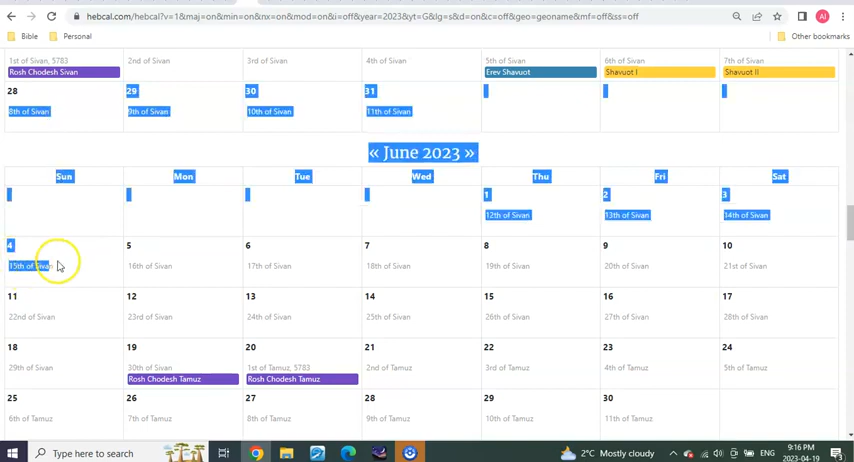 hebcal.com/hebcal?v=1&maj=on&min=on&nx=on&mod=on&i=off&year=2023&yt=G&lg=s&d=on&c=off&geo=geoname&mf=off&ss=off
AI
Bible Personal Other bookmarks
1st of Sivan, 5783 2nd of Sivan 3rd of Sivan 4th of Sivan 5th of Sivan 6th of Sivan 7th of Sivan
Rosh Chodesh Sivan Erev Shavuot Shavuot I Shavuot II
28 29 30 31
8th of Sivan 9th of Sivan 10th of Sivan 11th of Sivan
« June 2023 »
Sun Mon Tue Wed Thu Fri Sat
1 2 3
12th of Sivan 13th of Sivan 14th of Sivan
4 5 6 7 8 9 10
15th of Sivan 16th of Sivan 17th of Sivan 18th of Sivan 19th of Sivan 20th of Sivan 21st of Sivan
11 12 13 14 15 16 17
22nd of Sivan 23rd of Sivan 24th of Sivan 25th of Sivan 26th of Sivan 27th of Sivan 28th of Sivan
18 19 20 21 22 23 24
29th of Sivan 30th of Sivan 1st of Tamuz, 5783 2nd of Tamuz 3rd of Tamuz 4th of Tamuz 5th of Tamuz
Rosh Chodesh Tamuz Rosh Chodesh Tamuz
25 26 27 28 29 30
6th of Tamuz 7th of Tamuz 8th of Tamuz 9th of Tamuz 10th of Tamuz 11th of Tamuz
Type here to search 2°C Mostly cloudy ENG 9:16 PM
2023-04-19 3